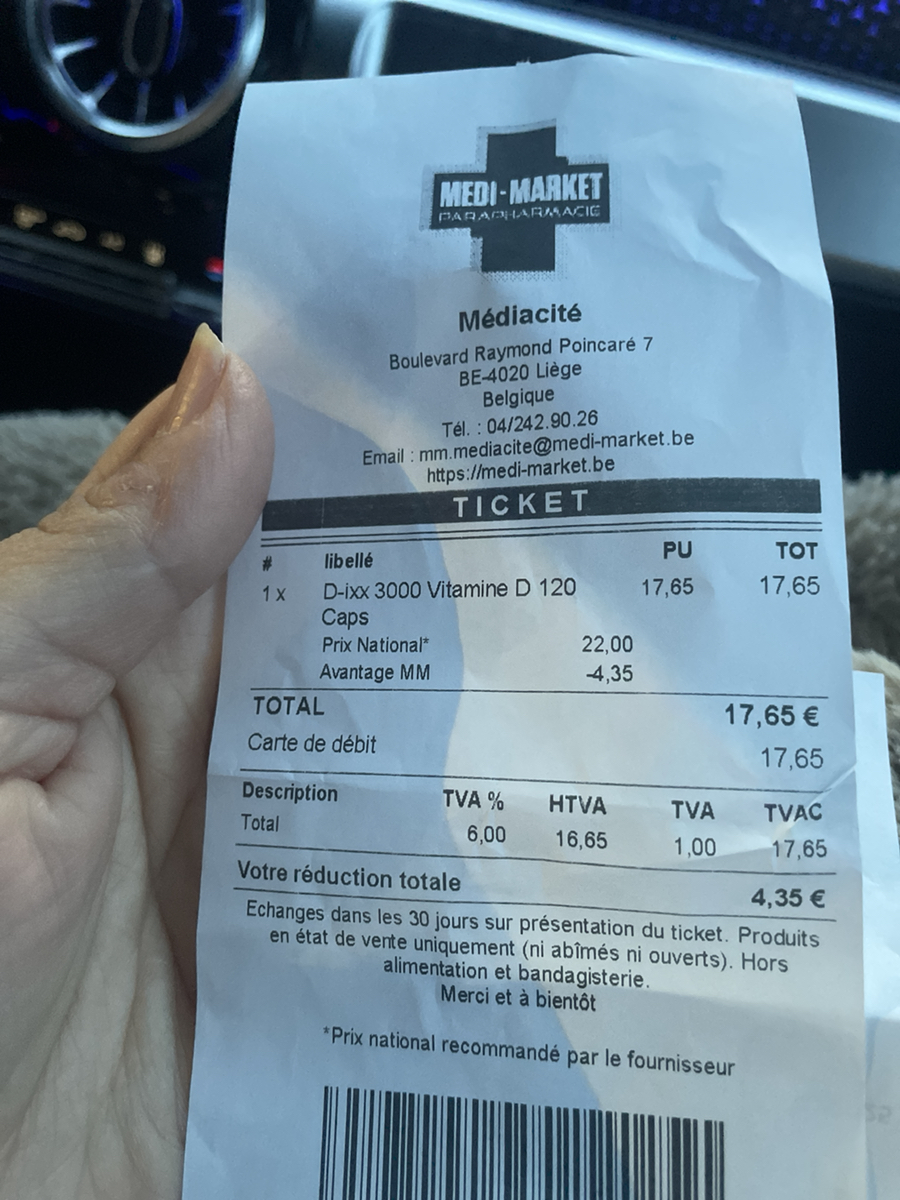 MEDI-MARKET
PARAPHARMACIE
Médiacité
Boulevard Raymond Poincaré 7
BE-4020 Liège
Belgique
Tél. : 04/242.90.26
Email : mm.mediacite@medi-market.be
https://medi-market.be
TICKET
# libellé PU TOT
1 x D-ixx 3000 Vitamine D 120 17,65 17,65
Caps
Prix National* 22,00
Avantage MM -4,35
TOTAL 17,65 €
Carte de débit 17,65
Description TVA % HTVA TVA TVAC
Total 6,00 16,65 1,00 17,65
Votre réduction totale 4,35 €
Echanges dans les 30 jours sur présentation du ticket. Produits
en état de vente uniquement (ni abîmés ni ouverts). Hors
alimentation et bandagisterie.
Merci et à bientôt
*Prix national recommandé par le fournisseur